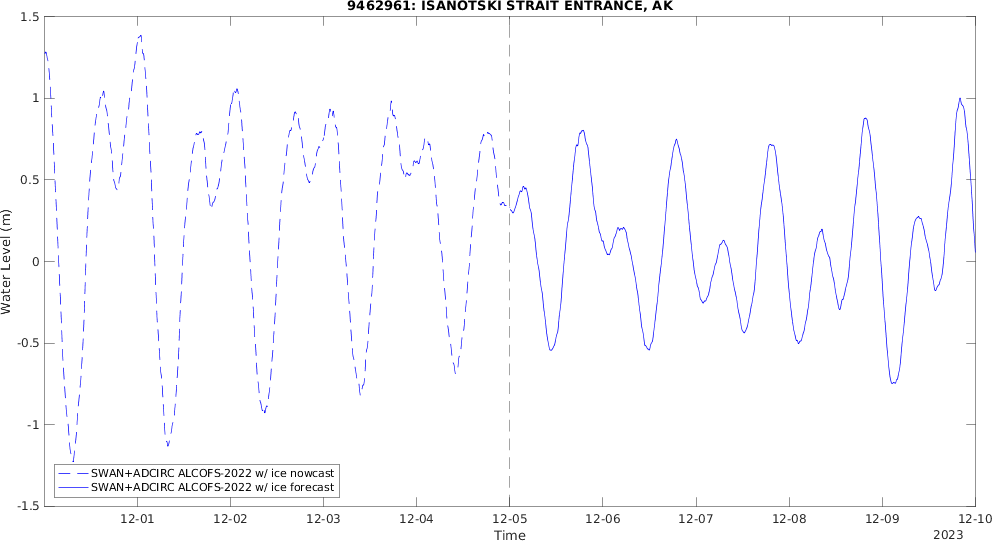 9462961: ISANOTSKI STRAIT ENTRANCE, AK
Water Level (m)
1.5
1
0.5
0
-0.5
-1
-1.5
SWAN+ADCIRC ALCOFS-2022 w/ ice nowcast
SWAN+ADCIRC ALCOFS-2022 w/ ice forecast
12-01 12-02 12-03 12-04 12-05 12-06 12-07 12-08 12-09 12-10
Time
2023